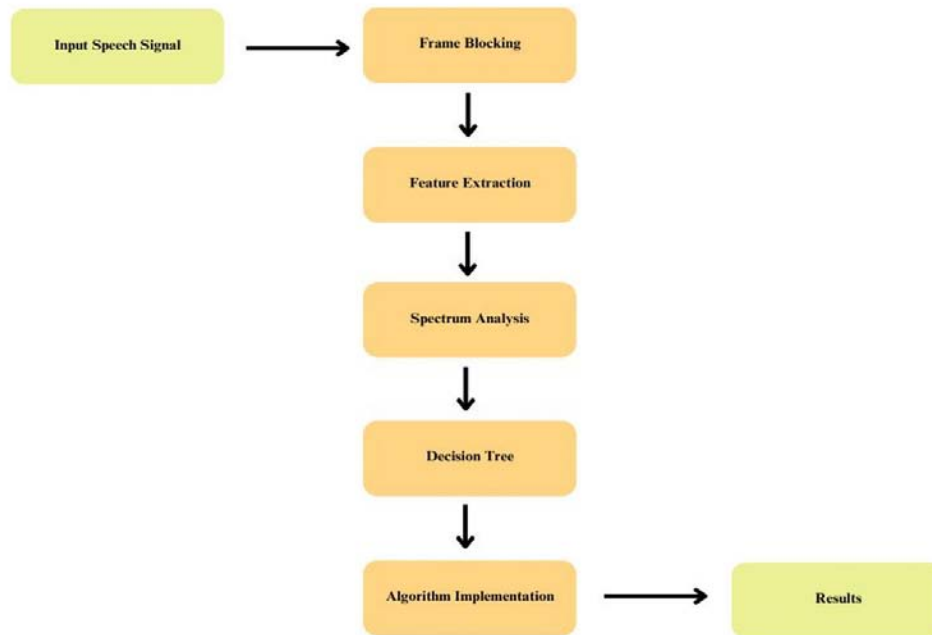 Input Speech Signal
Frame Blocking
Feature Extraction
Spectrum Analysis
Decision Tree
Algorithm Implementation
Results